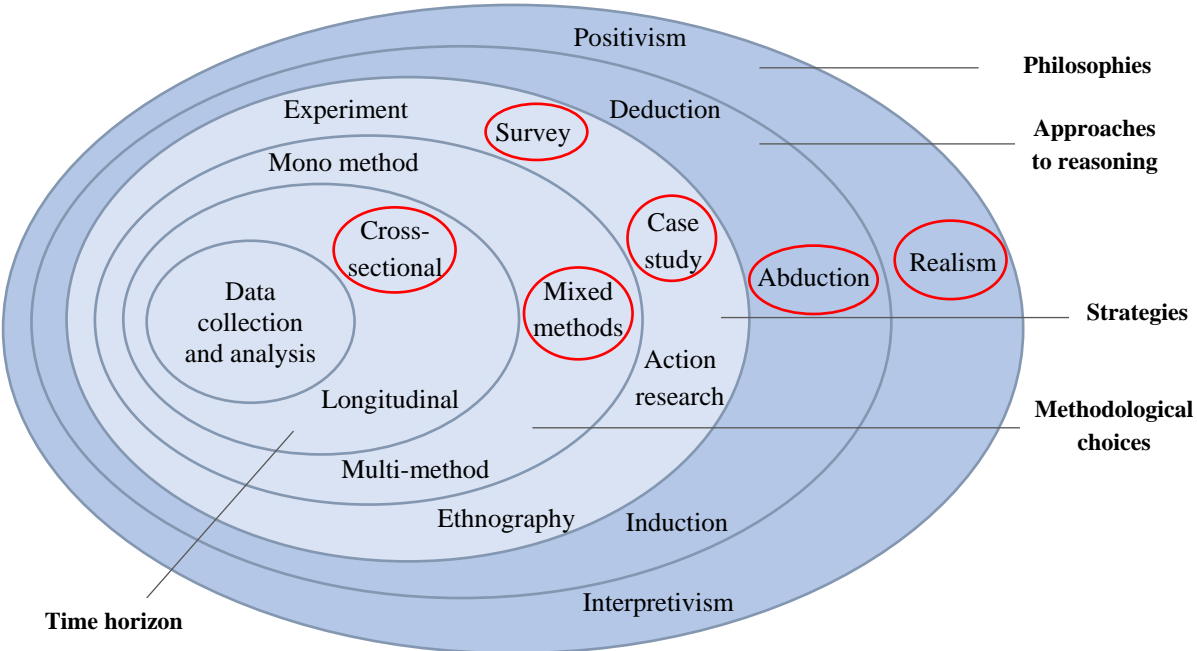 Positivism
Philosophies
Experiment
Deduction
Survey
Approaches
to reasoning
Mono method
Case
study
Cross-
sectional
Abduction
Realism
Data
collection
and analysis
Mixed
methods
Strategies
Action
research
Longitudinal
Methodological
choices
Multi-method
Ethnography
Induction
Interpretivism
Time horizon